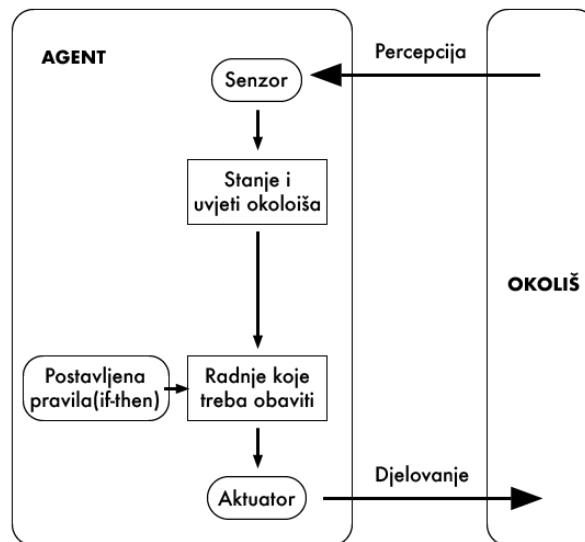 AGENT
Percepcija
Senzor
Stanje i
uvjeti okoloiša
OKOLIŠ
Postavljena
pravila(if-then)
Radnje koje
treba obaviti
Djelovanje
Aktuator